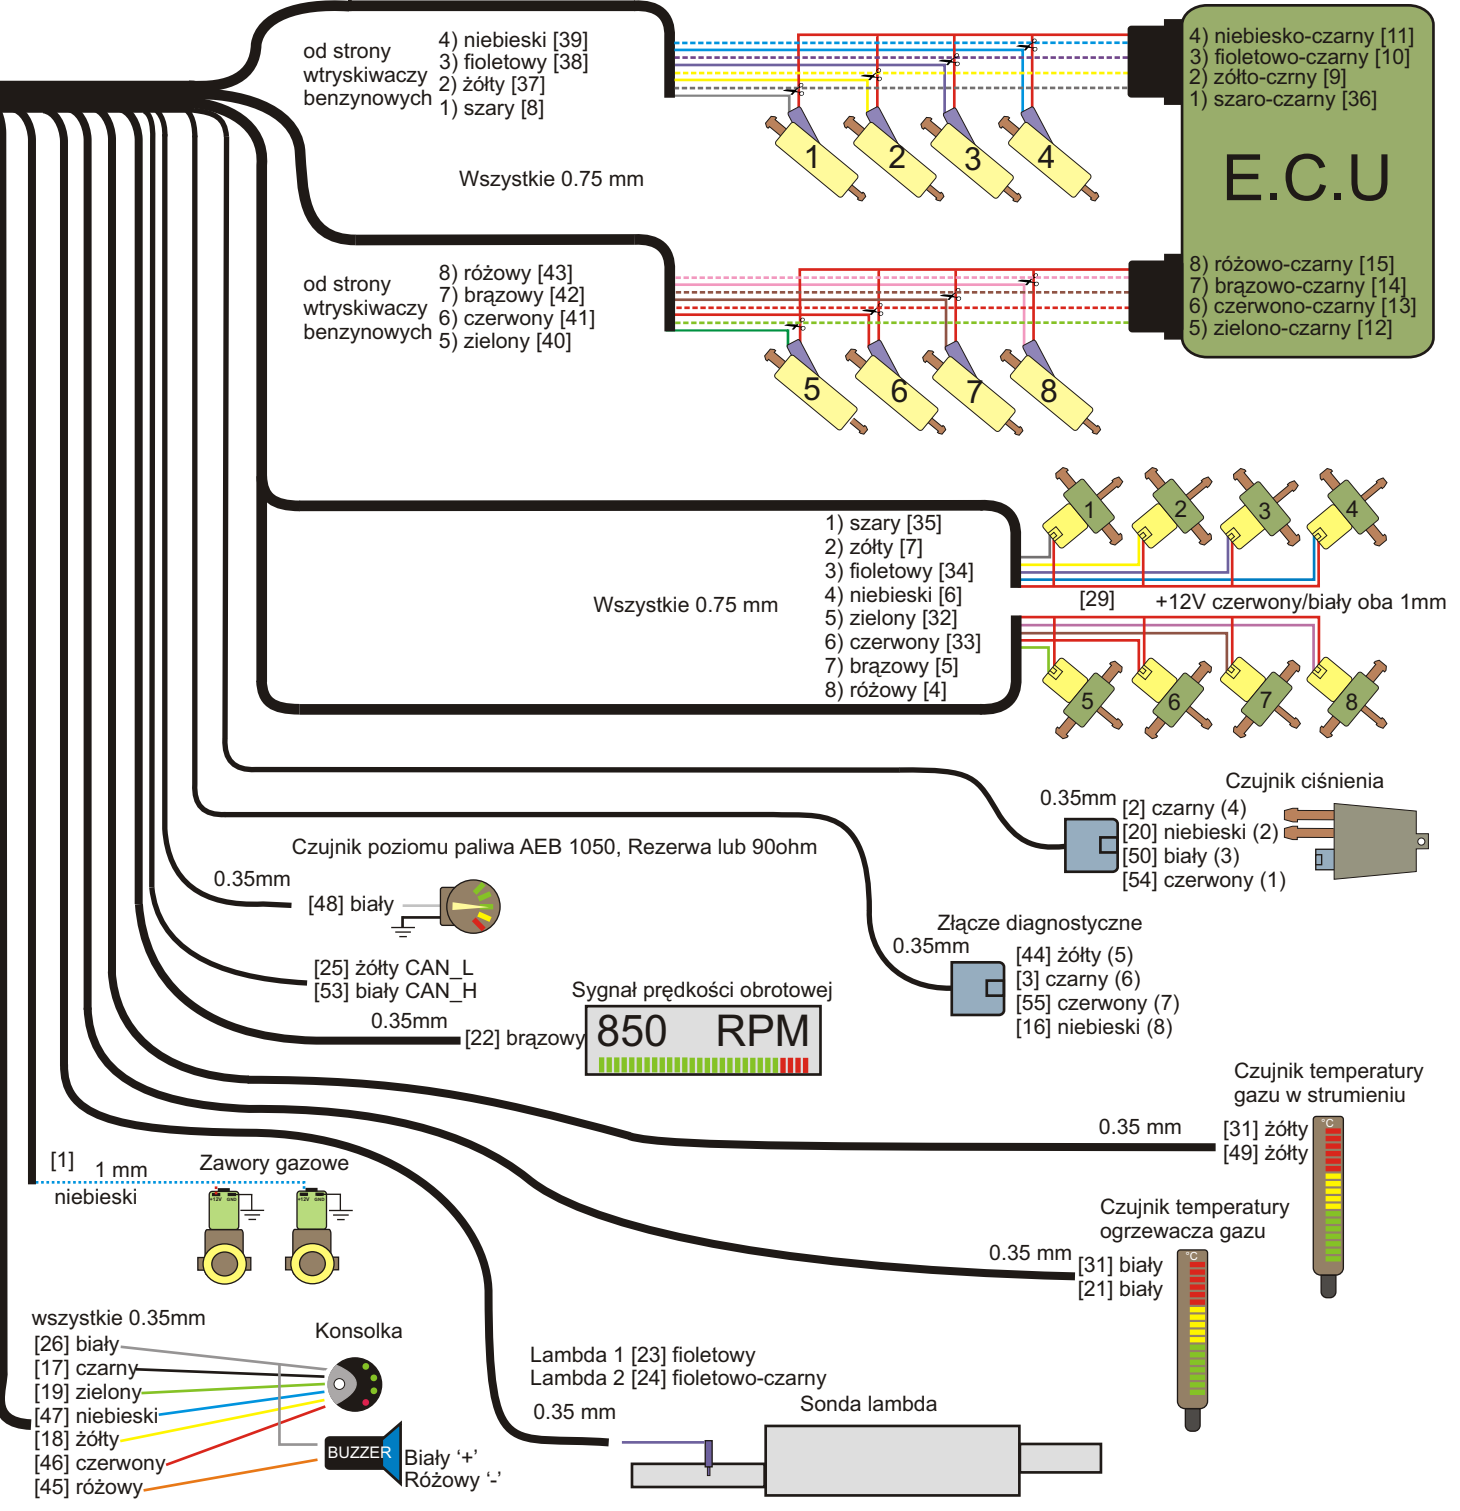 od strony
wtryskiwaczy
benzynowych
4) niebieski [39]
3) fioletowy [38]
2) żółty [37]
1) szary [8]
Wszystkie 0.75 mm
1
2
3
4
4) niebiesko-czarny [11]
3) fioletowo-czarny [10]
2) zółto-czrny [9]
1) szaro-czarny [36]
E.C.U
od strony
wtryskiwaczy
benzynowych
8) różowy [43]
7) brązowy [42]
6) czerwony [41]
5) zielony [40]
5
6
7
8
8) różowo-czarny [15]
7) brązowo-czarny [14]
6) czerwono-czarny [13]
5) zielono-czarny [12]
1) szary [35]
2) zółty [7]
3) fioletowy [34]
4) niebieski [6]
5) zielony [32]
6) czerwony [33]
7) brązowy [5]
8) różowy [4]
Wszystkie 0.75 mm
1
2
3
4
[29]
+12V czerwony/biały oba 1mm
5
6
7
8
Czujnik ciśnienia
0.35mm
[2] czarny (4)
[20] niebieski (2)
[50] biały (3)
[54] czerwony (1)
Czujnik poziomu paliwa AEB 1050, Rezerwa lub 90ohm
0.35mm
[48] biały
Złącze diagnostyczne
0.35mm
[44] żółty (5)
[3] czarny (6)
[55] czerwony (7)
[16] niebieski (8)
[25] żółty CAN_L
[53] biały CAN_H
Sygnał prędkości obrotowej
0.35mm
[22] brązowy
850 RPM
Czujnik temperatury
gazu w strumieniu
0.35 mm
[31] żółty
[49] żółty
°C
[1]
1 mm
niebieski
Zawory gazowe
+12V GND
+12V GND
Czujnik temperatury
ogrzewacza gazu
0.35 mm
[31] biały
[21] biały
°C
wszystkie 0.35mm
[26] biały
[17] czarny
[19] zielony
[47] niebieski
[18] żółty
[46] czerwony
[45] różowy
Konsolka
BUZZER
Biały ‘+’
Różowy ‘-’
Lambda 1 [23] fioletowy
Lambda 2 [24] fioletowo-czarny
0.35 mm
Sonda lambda